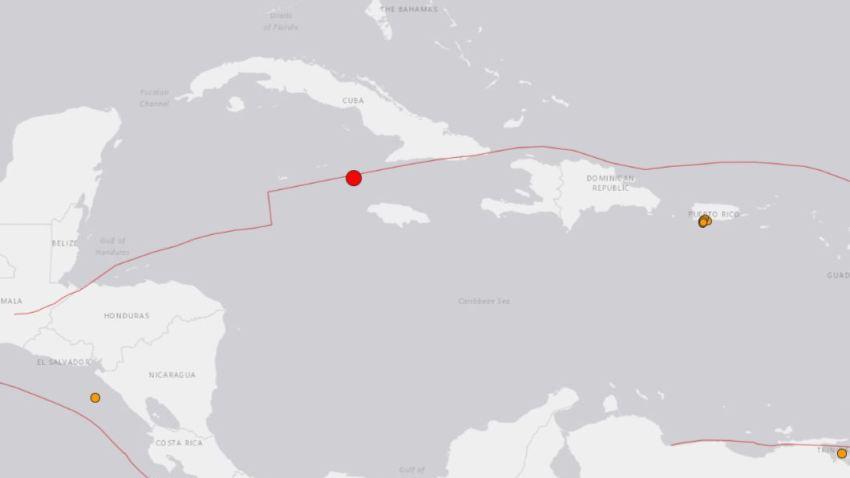 THE BAHAMAS
Straits
of Florida
Yucatan
Channel
CUBA
DOMINICAN
REPUBLIC
PUERTO RICO
BELIZE
Gulf of
Honduras
GUAD
MALA
Caribbean Sea
HONDURAS
EL SALVADOR
NICARAGUA
COSTA RICA
TRIN
Gulf of